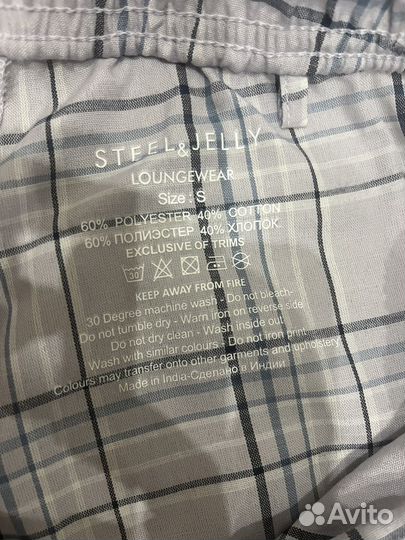 STEEL & JELLY
LOUNGEWEAR
Size : S
60% POLYESTER 40% COTTON
60% ПОЛИЭСТЕР 40% ХЛОПОК
EXCLUSIVE OF TRIMS
30
KEEP AWAY FROM FIRE
30 Degree machine wash - Do not bleach-
Do not tumble dry - Warm iron on reverse side
Do not dry clean - Wash inside out
Wash with similar colours - Do not iron print
Colours may transfer onto other garments and upholstery
Made in India-Сделано в Индии
Avito